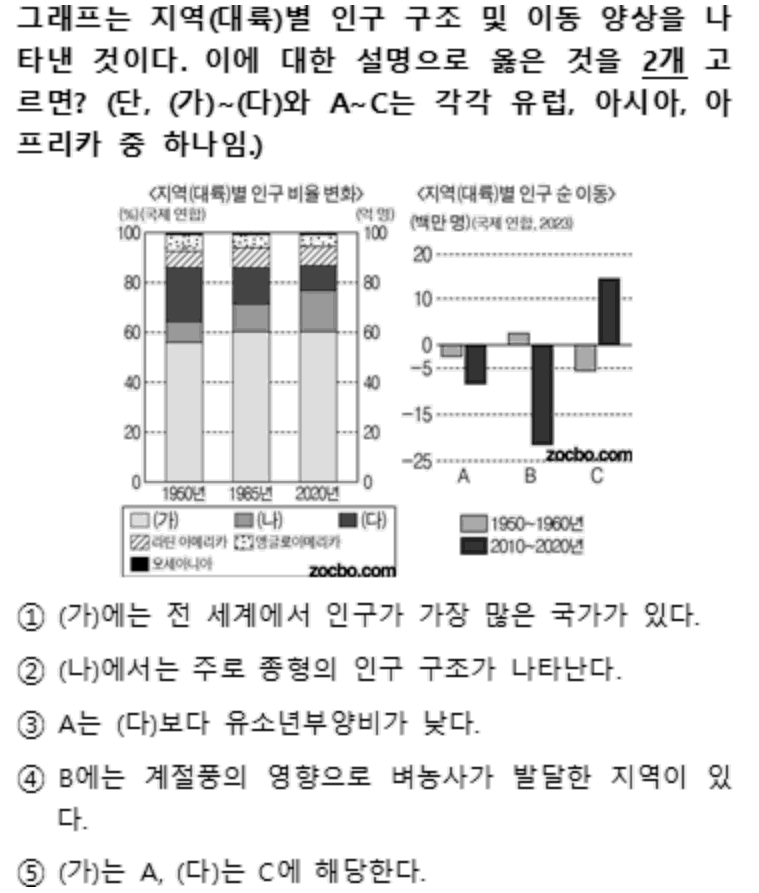 그래프는 지역(대륙)별 인구 구조 및 이동 양상을 나
타낸 것이다. 이에 대한 설명으로 옳은 것을 2개 고
르면? (단, (가)~(다)와 A~C는 각각 유럽, 아시아, 아
프리카 중 하나임.)
<지역(대륙)별 인구 비율 변화>
(%)(국제 연합) (억 명)
100 100
80 80
60 60
40 40
20 20
0 0
1950년 1985년 2020년
(가) (나) (다)
라틴 아메리카 앵글로아메리카
오세아니아
zocbo.com
<지역(대륙)별 인구 순 이동>
(백만 명)(국제 연합, 2023)
20
10
0
-5
-15
-25
zocbo.com
A B C
1950~1960년
2010~2020년
① (가)에는 전 세계에서 인구가 가장 많은 국가가 있다.
② (나)에서는 주로 종형의 인구 구조가 나타난다.
③ A는 (다)보다 유소년부양비가 낮다.
④ B에는 계절풍의 영향으로 벼농사가 발달한 지역이 있
다.
⑤ (가)는 A, (다)는 C에 해당한다.